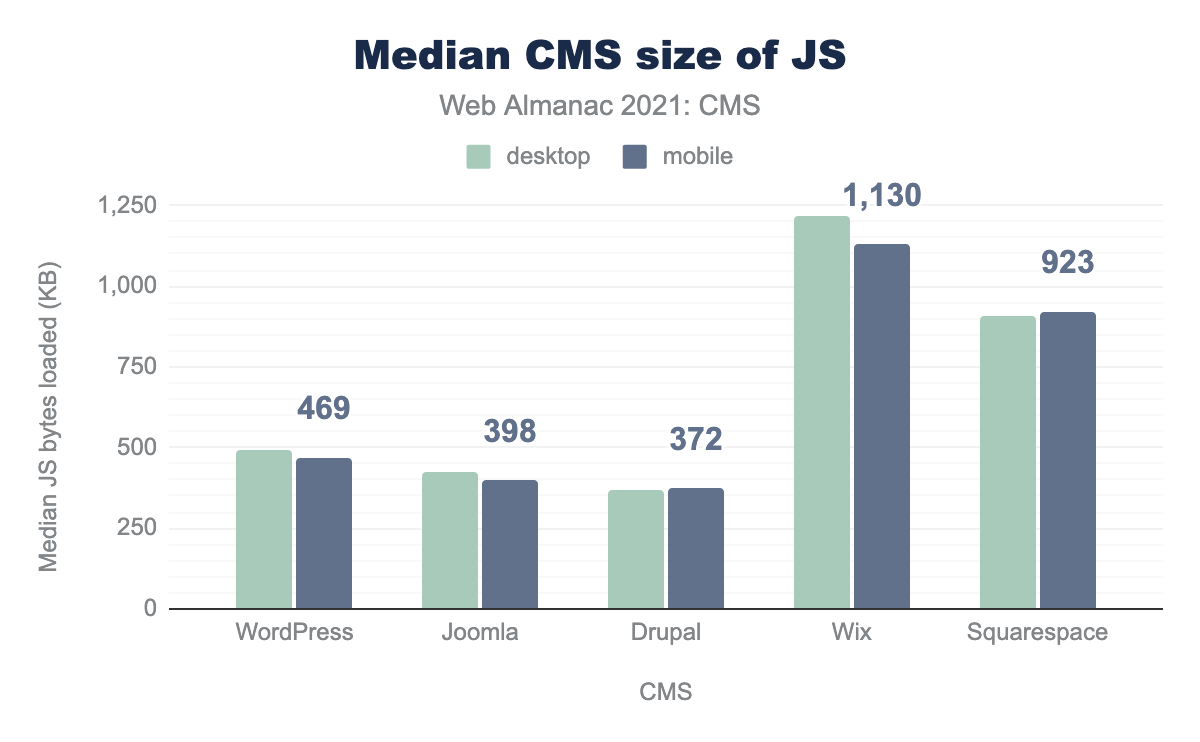 Median CMS size of JS
Web Almanac 2021: CMS
desktop mobile
Median JS bytes loaded (KB)
1,250
1,000
750
500
250
0
469
398
372
1,130
923
WordPress Joomla Drupal Wix Squarespace
CMS